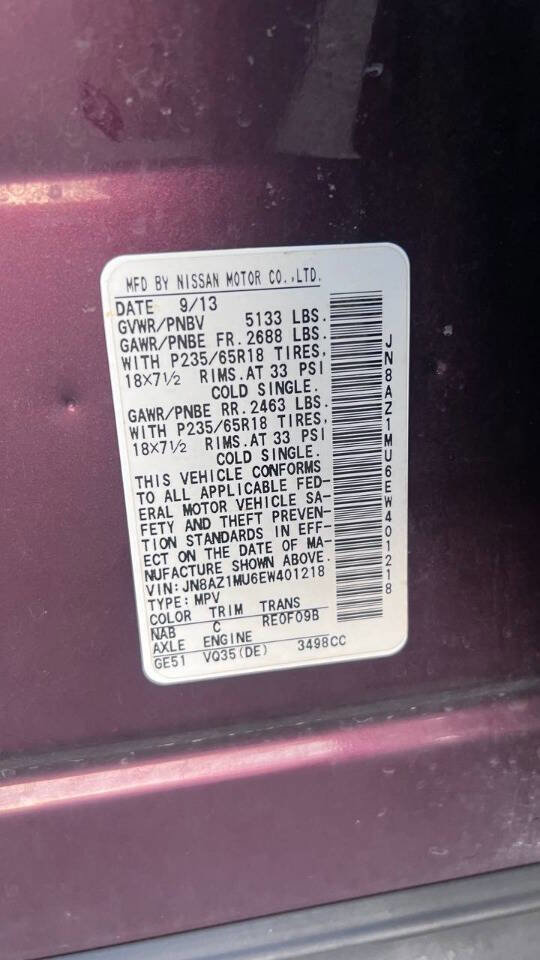 MFD BY NISSAN MOTOR CO.,LTD.
DATE 9/13
GVWR/PNBV 5133 LBS.
GAWR/PNBE FR. 2688 LBS.
WITH P235/65R18 TIRES,
18X7½ RIMS. AT 33 PSI
COLD SINGLE.
GAWR/PNBE RR. 2463 LBS.
WITH P235/65R18 TIRES,
18X7½ RIMS. AT 33 PSI
COLD SINGLE.
THIS VEHICLE CONFORMS
TO ALL APPLICABLE FED-
ERAL MOTOR VEHICLE SA-
FETY AND THEFT PREVEN-
TION STANDARDS IN EFF-
ECT ON THE DATE OF MA-
NUFACTURE SHOWN ABOVE.
VIN:JN8AZ1MU6EW401218
TYPE:MPV
COLOR TRIM TRANS
NAB C RE0F09B
AXLE ENGINE
GE51 VQ35(DE) 3498CC
JN8AZ1MU6EW401218